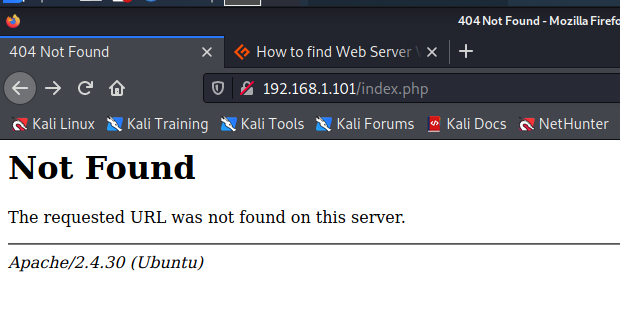 404 Not Found - Mozilla Firefo
404 Not Found
How to find Web Server
192.168.1.101/index.php
Kali Linux Kali Training Kali Tools Kali Forums Kali Docs NetHunter
Not Found
The requested URL was not found on this server.
Apache/2.4.30 (Ubuntu)